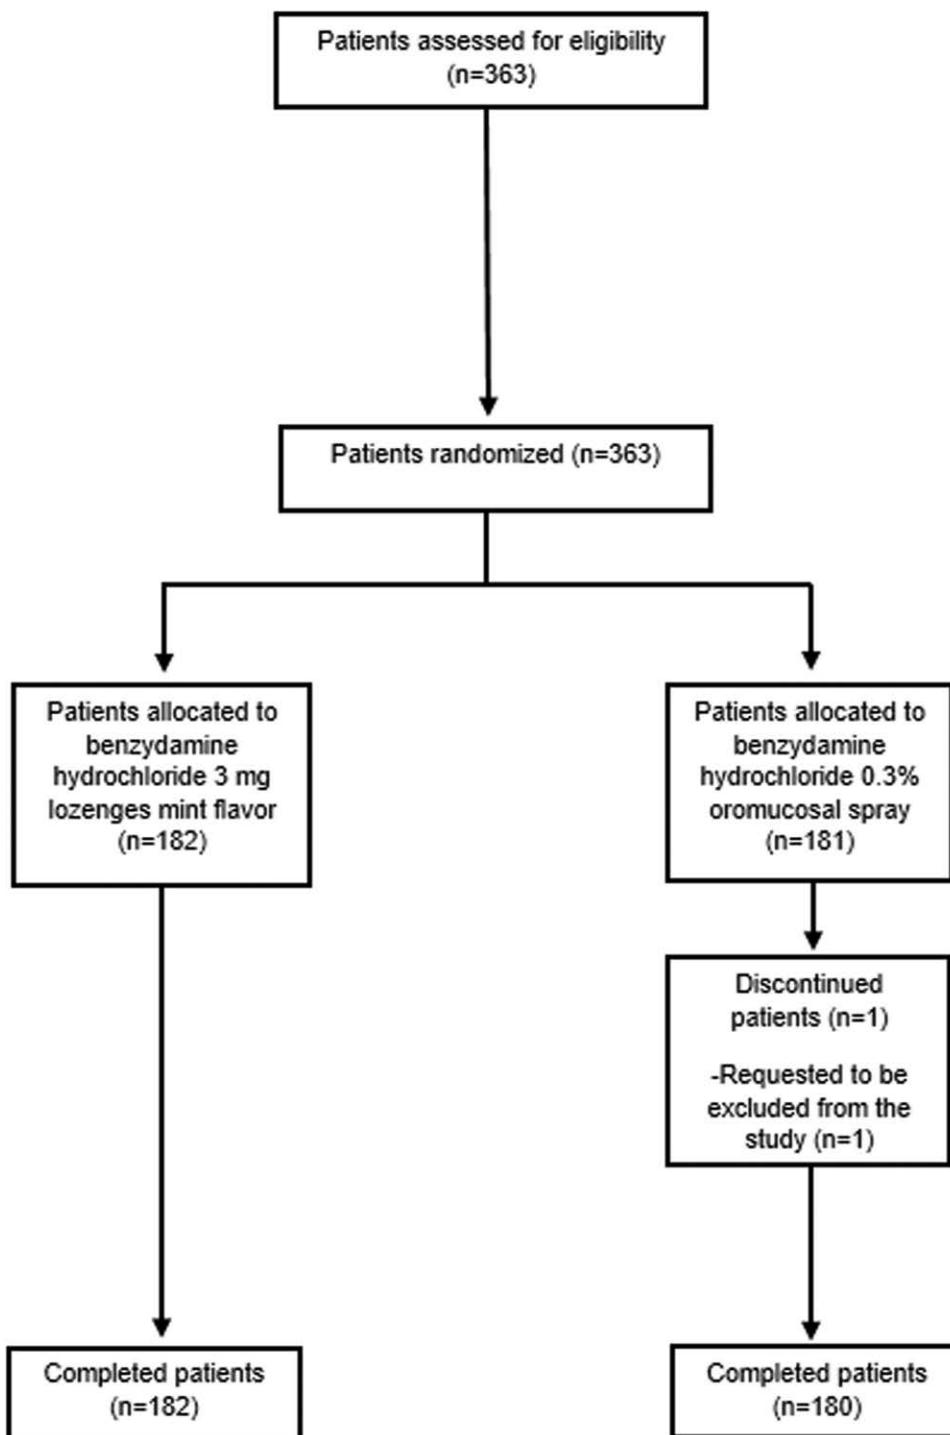 Patients assessed for eligibility
(n=363)
Patients randomized (n=363)
Patients allocated to
benzydamine
hydrochloride 3 mg
lozenges mint flavor
(n=182)
Patients allocated to
benzydamine
hydrochloride 0.3%
oromucosal spray
(n=181)
Discontinued
patients (n=1)
-Requested to be
excluded from the
study (n=1)
Completed patients
(n=182)
Completed patients
(n=180)